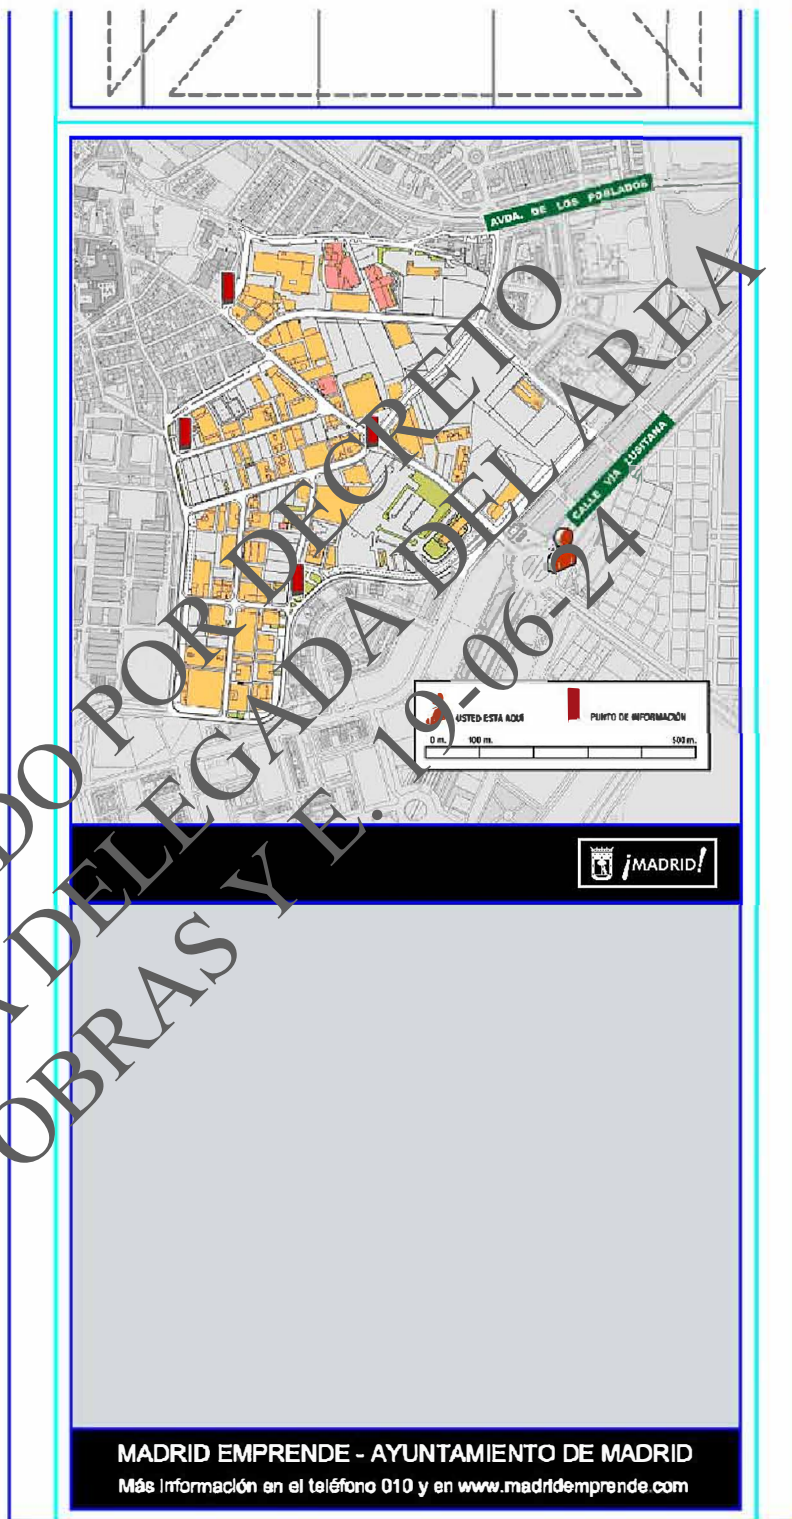 AVDA. DE LOS POBLADOS
CALLE VIA LUSITANA
USTED ESTA AQUÍ
PUNTO DE INFORMACIÓN
0 m. 100 m. 500 m.
¡MADRID!
MADRID EMPRENDE - AYUNTAMIENTO DE MADRID
Más información en el teléfono 010 y en www.madridemprende.com
DO POR DECRETO
DELEGADA DEL AREA
OBRAS Y E. 19-06-24